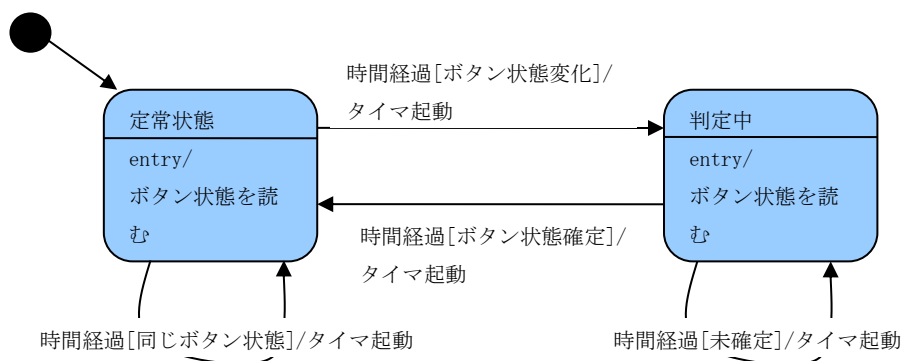 時間経過[ボタン状態変化]/
タイマ起動
定常状態
entry/
ボタン状態を読
む
判定中
entry/
ボタン状態を読
む
時間経過[ボタン状態確定]/
タイマ起動
時間経過[同じボタン状態]/タイマ起動
時間経過[未確定]/タイマ起動